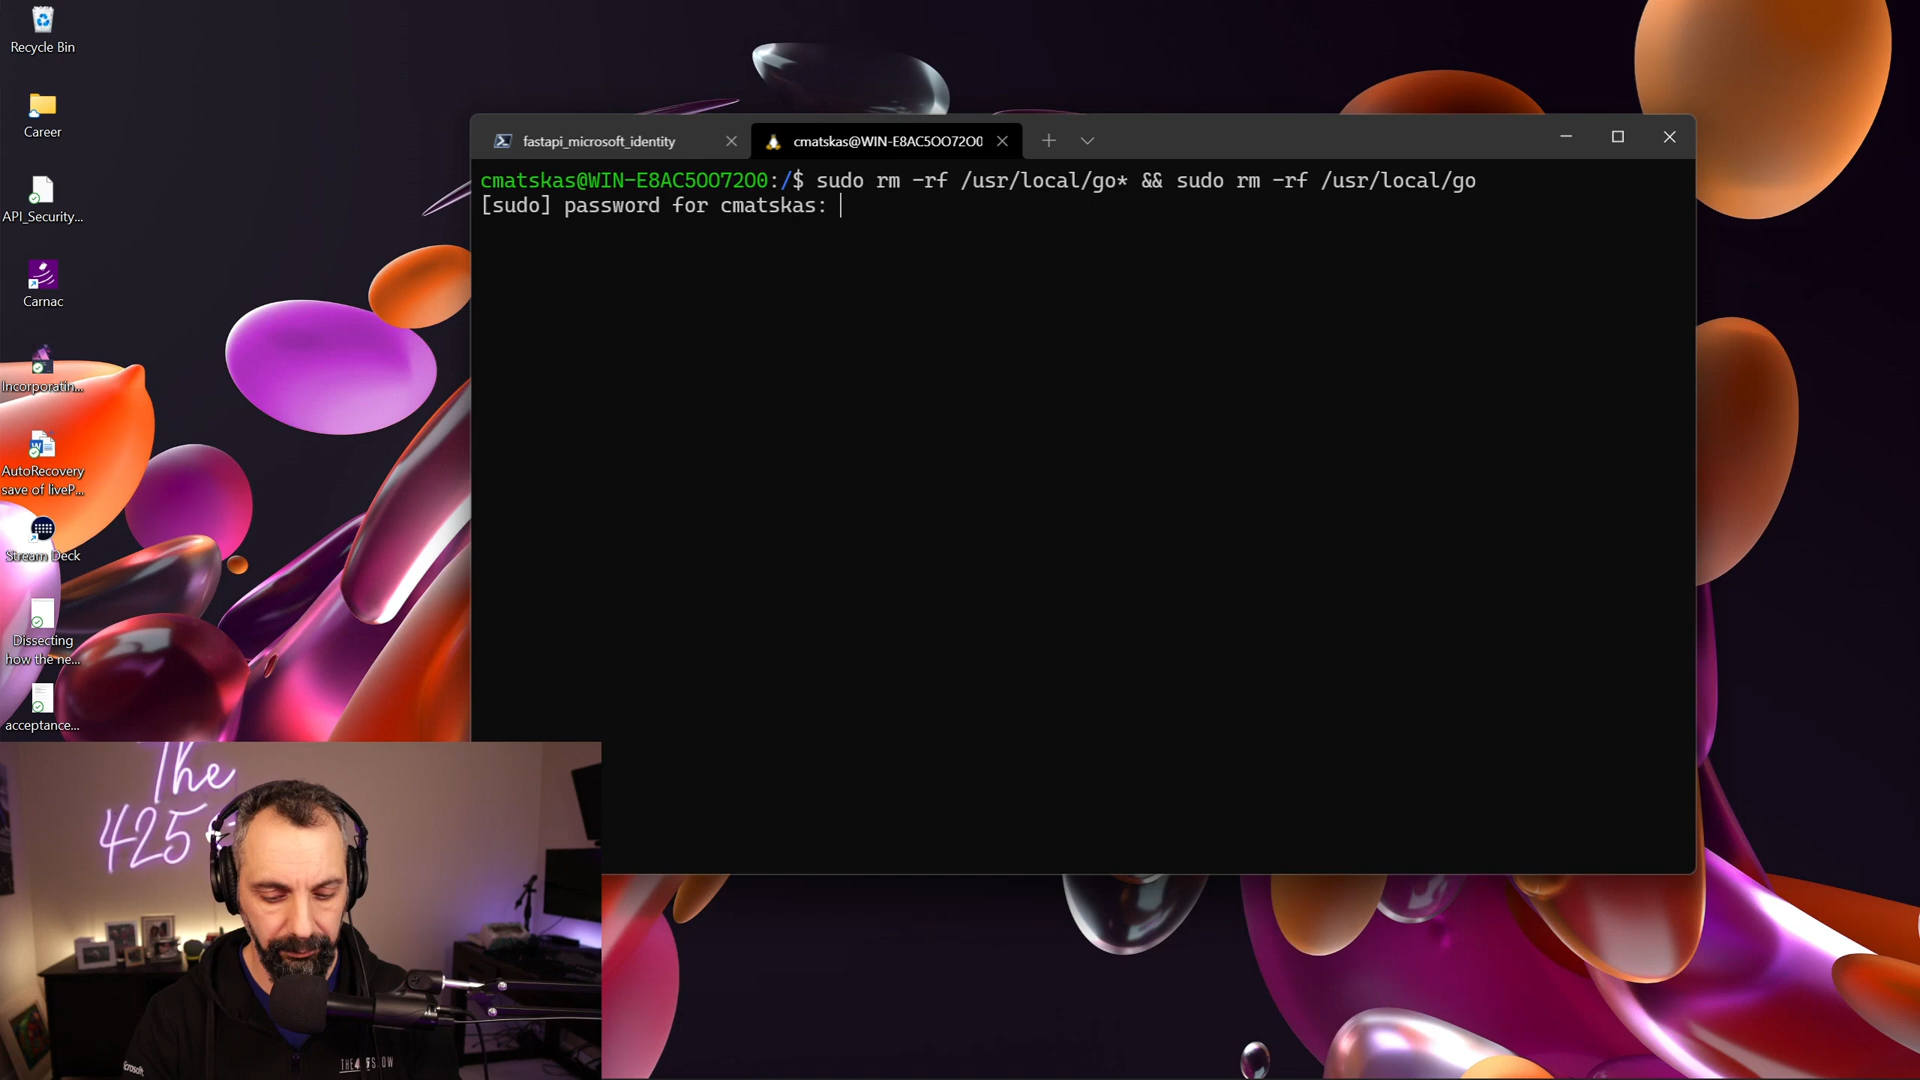 Recycle Bin
Career
API_Security...
Carnac
Incorporatin...
AutoRecovery
save of liveP...
Stream Deck
Dissecting
how the ne...
acceptance...
fastapi_microsoft_identity
cmatskas@WIN-E8AC5OO72O0
cmatskas@WIN-E8AC5OO72O0:/$ sudo rm -rf /usr/local/go* && sudo rm -rf /usr/local/go
[sudo] password for cmatskas:
The
425